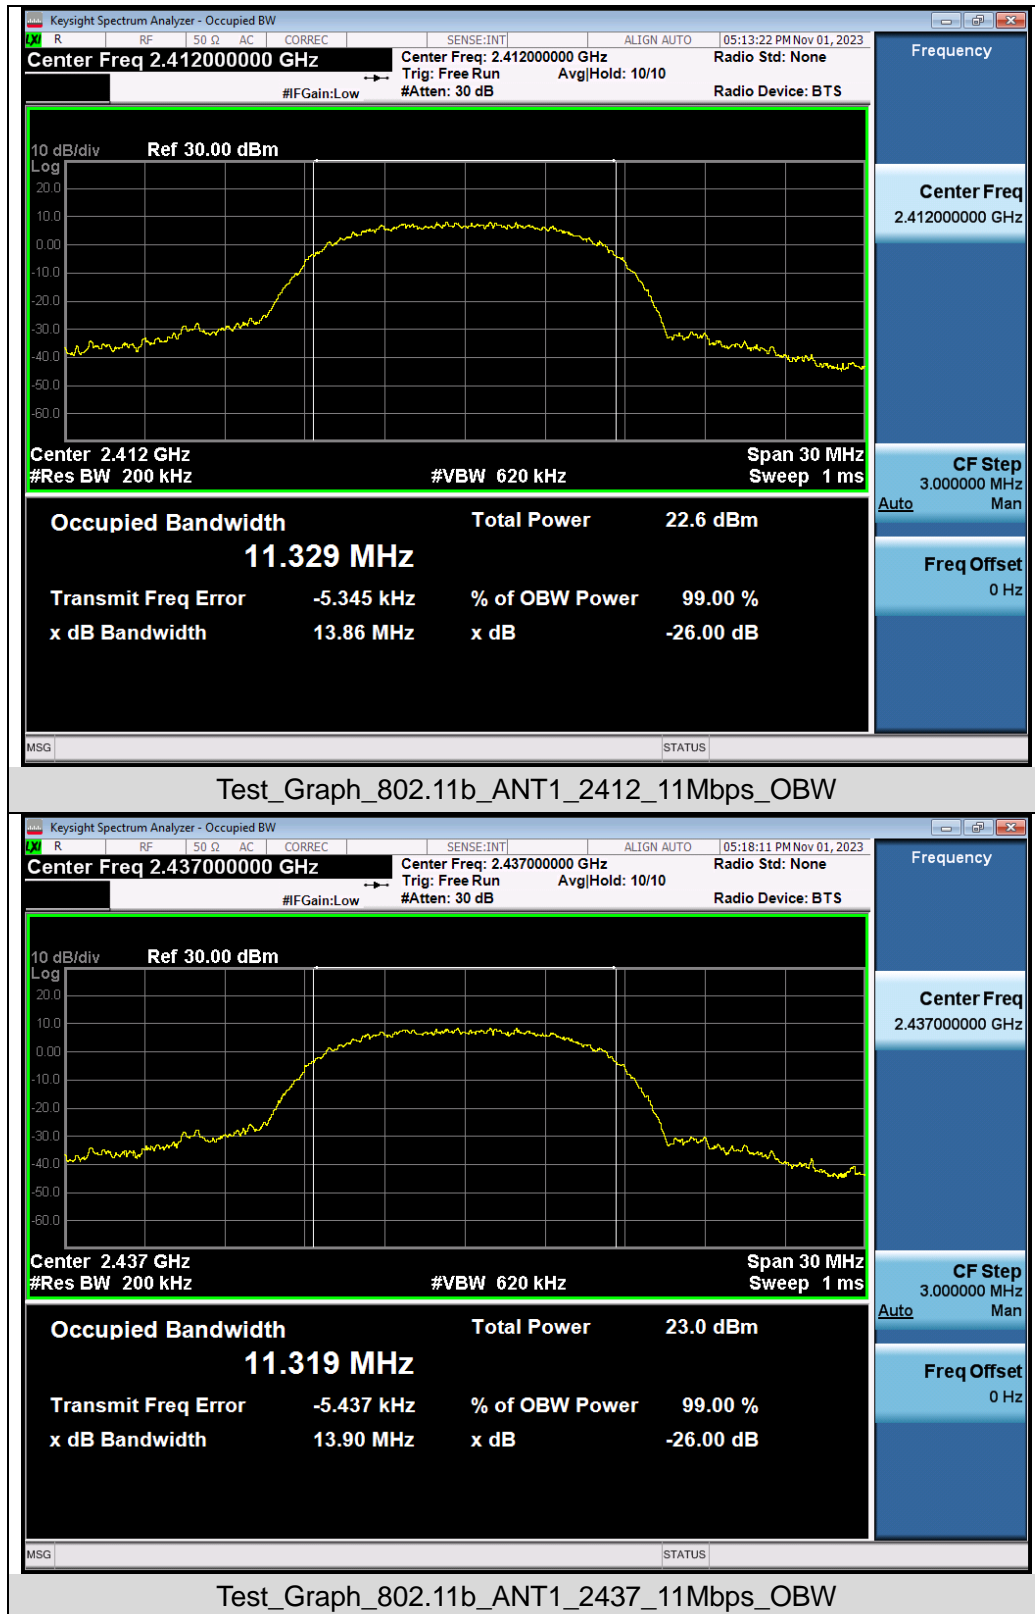 Keysight Spectrum Analyzer - Occupied BW
LXI R RF 50 Ω AC CORREC SENSE:INT ALIGN AUTO 05:13:22 PM Nov 01, 2023
Center Freq 2.412000000 GHz Center Freq: 2.412000000 GHz Radio Std: None
Trig: Free Run Avg|Hold: 10/10
#IFGain:Low #Atten: 30 dB Radio Device: BTS
Frequency
10 dB/div Ref 30.00 dBm
Log
20.0
10.0
0.00
-10.0
-20.0
-30.0
-40.0
-50.0
-60.0
Center 2.412 GHz Span 30 MHz
#Res BW 200 kHz #VBW 620 kHz Sweep 1 ms
Center Freq
2.412000000 GHz
CF Step
3.000000 MHz
Auto Man
Freq Offset
0 Hz
Occupied Bandwidth Total Power 22.6 dBm
11.329 MHz
Transmit Freq Error -5.345 kHz % of OBW Power 99.00 %
x dB Bandwidth 13.86 MHz x dB -26.00 dB
MSG STATUS
Test_Graph_802.11b_ANT1_2412_11Mbps_OBW
Keysight Spectrum Analyzer - Occupied BW
LXI R RF 50 Ω AC CORREC SENSE:INT ALIGN AUTO 05:18:11 PM Nov 01, 2023
Center Freq 2.437000000 GHz Center Freq: 2.437000000 GHz Radio Std: None
Trig: Free Run Avg|Hold: 10/10
#IFGain:Low #Atten: 30 dB Radio Device: BTS
Frequency
10 dB/div Ref 30.00 dBm
Log
20.0
10.0
0.00
-10.0
-20.0
-30.0
-40.0
-50.0
-60.0
Center 2.437 GHz Span 30 MHz
#Res BW 200 kHz #VBW 620 kHz Sweep 1 ms
Center Freq
2.437000000 GHz
CF Step
3.000000 MHz
Auto Man
Freq Offset
0 Hz
Occupied Bandwidth Total Power 23.0 dBm
11.319 MHz
Transmit Freq Error -5.437 kHz % of OBW Power 99.00 %
x dB Bandwidth 13.90 MHz x dB -26.00 dB
MSG STATUS
Test_Graph_802.11b_ANT1_2437_11Mbps_OBW